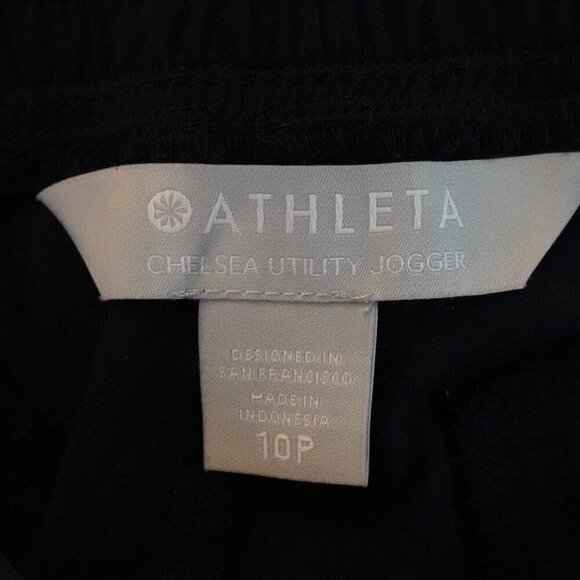 ATHLETA
CHELSEA UTILITY JOGGER
DESIGNED IN
SAN FRANCISCO
MADE IN
INDONESIA
10P